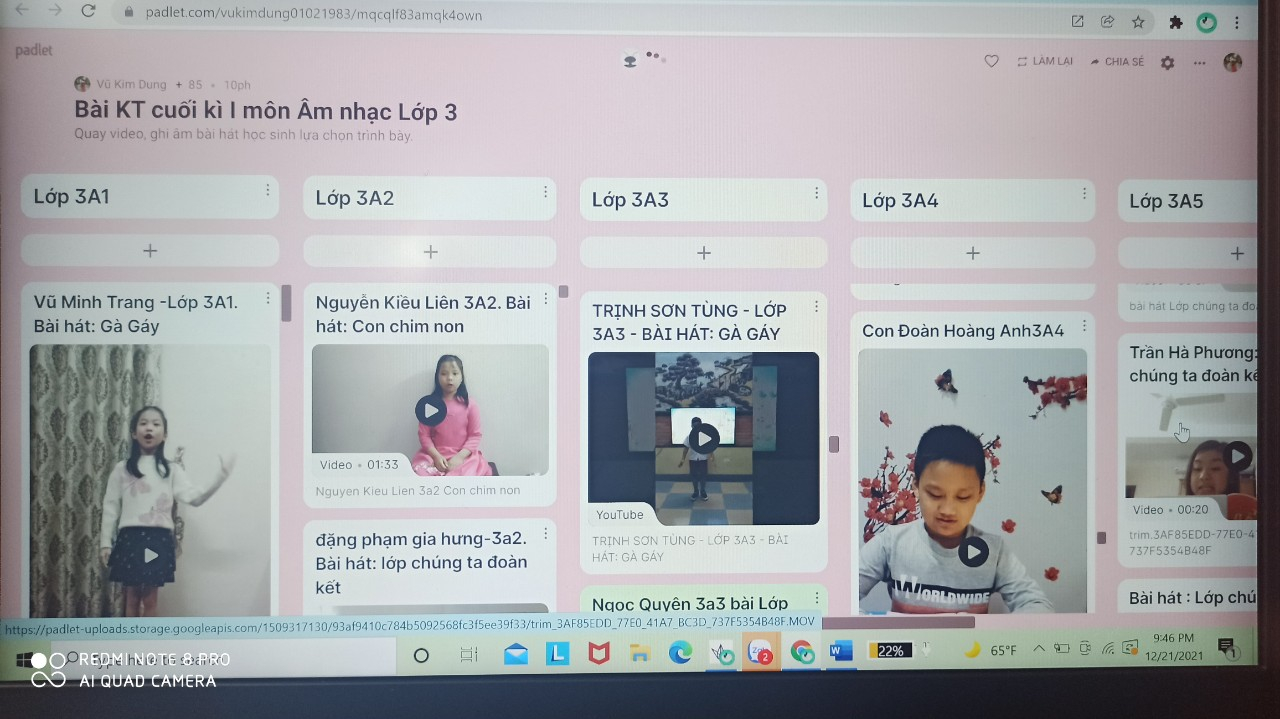 padlet.com/vukimdung01021983/mqcqlf83amqk4own
padlet
LÀM LẠI
CHIA SẺ
Vũ Kim Dung + 85 • 10ph
Bài KT cuối kì I môn Âm nhạc Lớp 3
Quay video, ghi âm bài hát học sinh lựa chọn trình bày.
Lớp 3A1
Lớp 3A2
Lớp 3A3
Lớp 3A4
Lớp 3A5
Vũ Minh Trang -Lớp 3A1.
Bài hát: Gà Gáy
Nguyễn Kiều Liên 3A2. Bài
hát: Con chim non
Video • 01:33
Nguyen Kieu Lien 3a2 Con chim non
đặng phạm gia hưng-3a2.
Bài hát: lớp chúng ta đoàn
kết
TRỊNH SƠN TÙNG - LỚP
3A3 - BÀI HÁT: GÀ GÁY
YouTube
TRỊNH SƠN TÙNG - LỚP 3A3 - BÀI
HÁT: GÀ GÁY
Ngọc Quyên 3a3 bài Lớp
Con Đoàn Hoàng Anh3A4
WORLDWIDE
bài hát Lớp chúng ta đo
Trần Hà Phương:
chúng ta đoàn kế
Video • 00:20
trim.3AF85EDD-77E0-4
737F5354B48F
Bài hát : Lớp chú
https://padlet-uploads.storage.googleapis.com/1509317130/93af9410c784b5092568fc3f5ee39f33/trim_3AF85EDD_77E0_41A7_BC3D_737F5354B48F.MOV
22%
65°F
9:46 PM
12/21/2021
REDMI NOTE 8 PRO
AI QUAD CAMERA